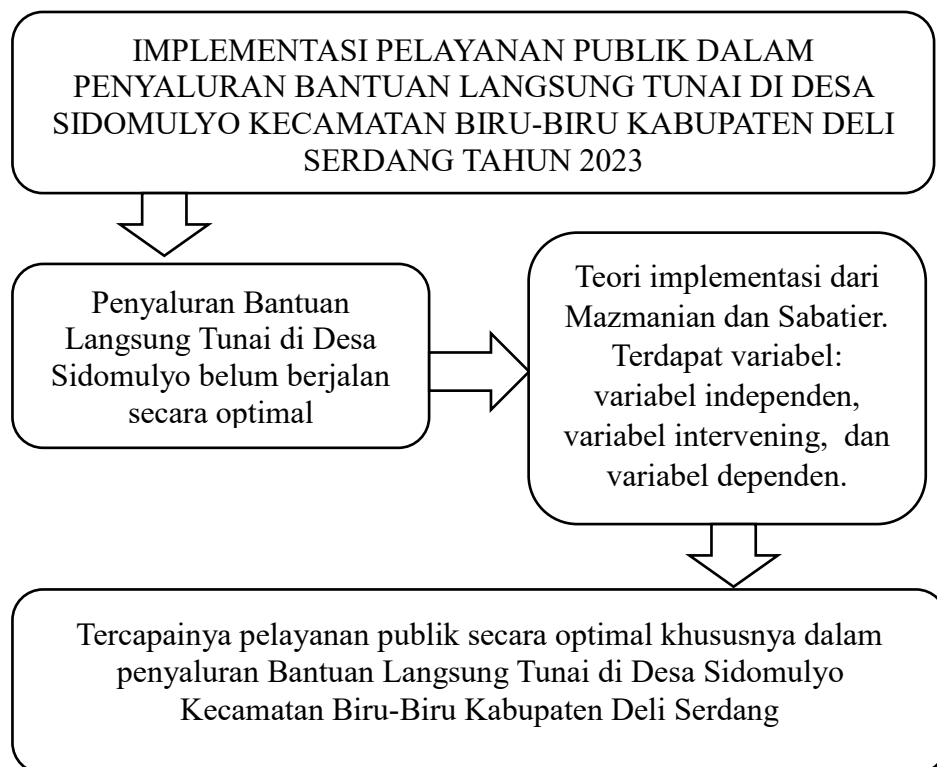 IMPLEMENTASI PELAYANAN PUBLIK DALAM
PENYALURAN BANTUAN LANGSUNG TUNAI DI DESA
SIDOMULYO KECAMATAN BIRU-BIRU KABUPATEN DELI
SERDANG TAHUN 2023
Penyaluran Bantuan
Langsung Tunai di Desa
Sidomulyo belum berjalan
secara optimal
Teori implementasi dari
Mazmanian dan Sabatier.
Terdapat variabel:
variabel independen,
variabel intervening, dan
variabel dependen.
Tercapainya pelayanan publik secara optimal khususnya dalam
penyaluran Bantuan Langsung Tunai di Desa Sidomulyo
Kecamatan Biru-Biru Kabupaten Deli Serdang